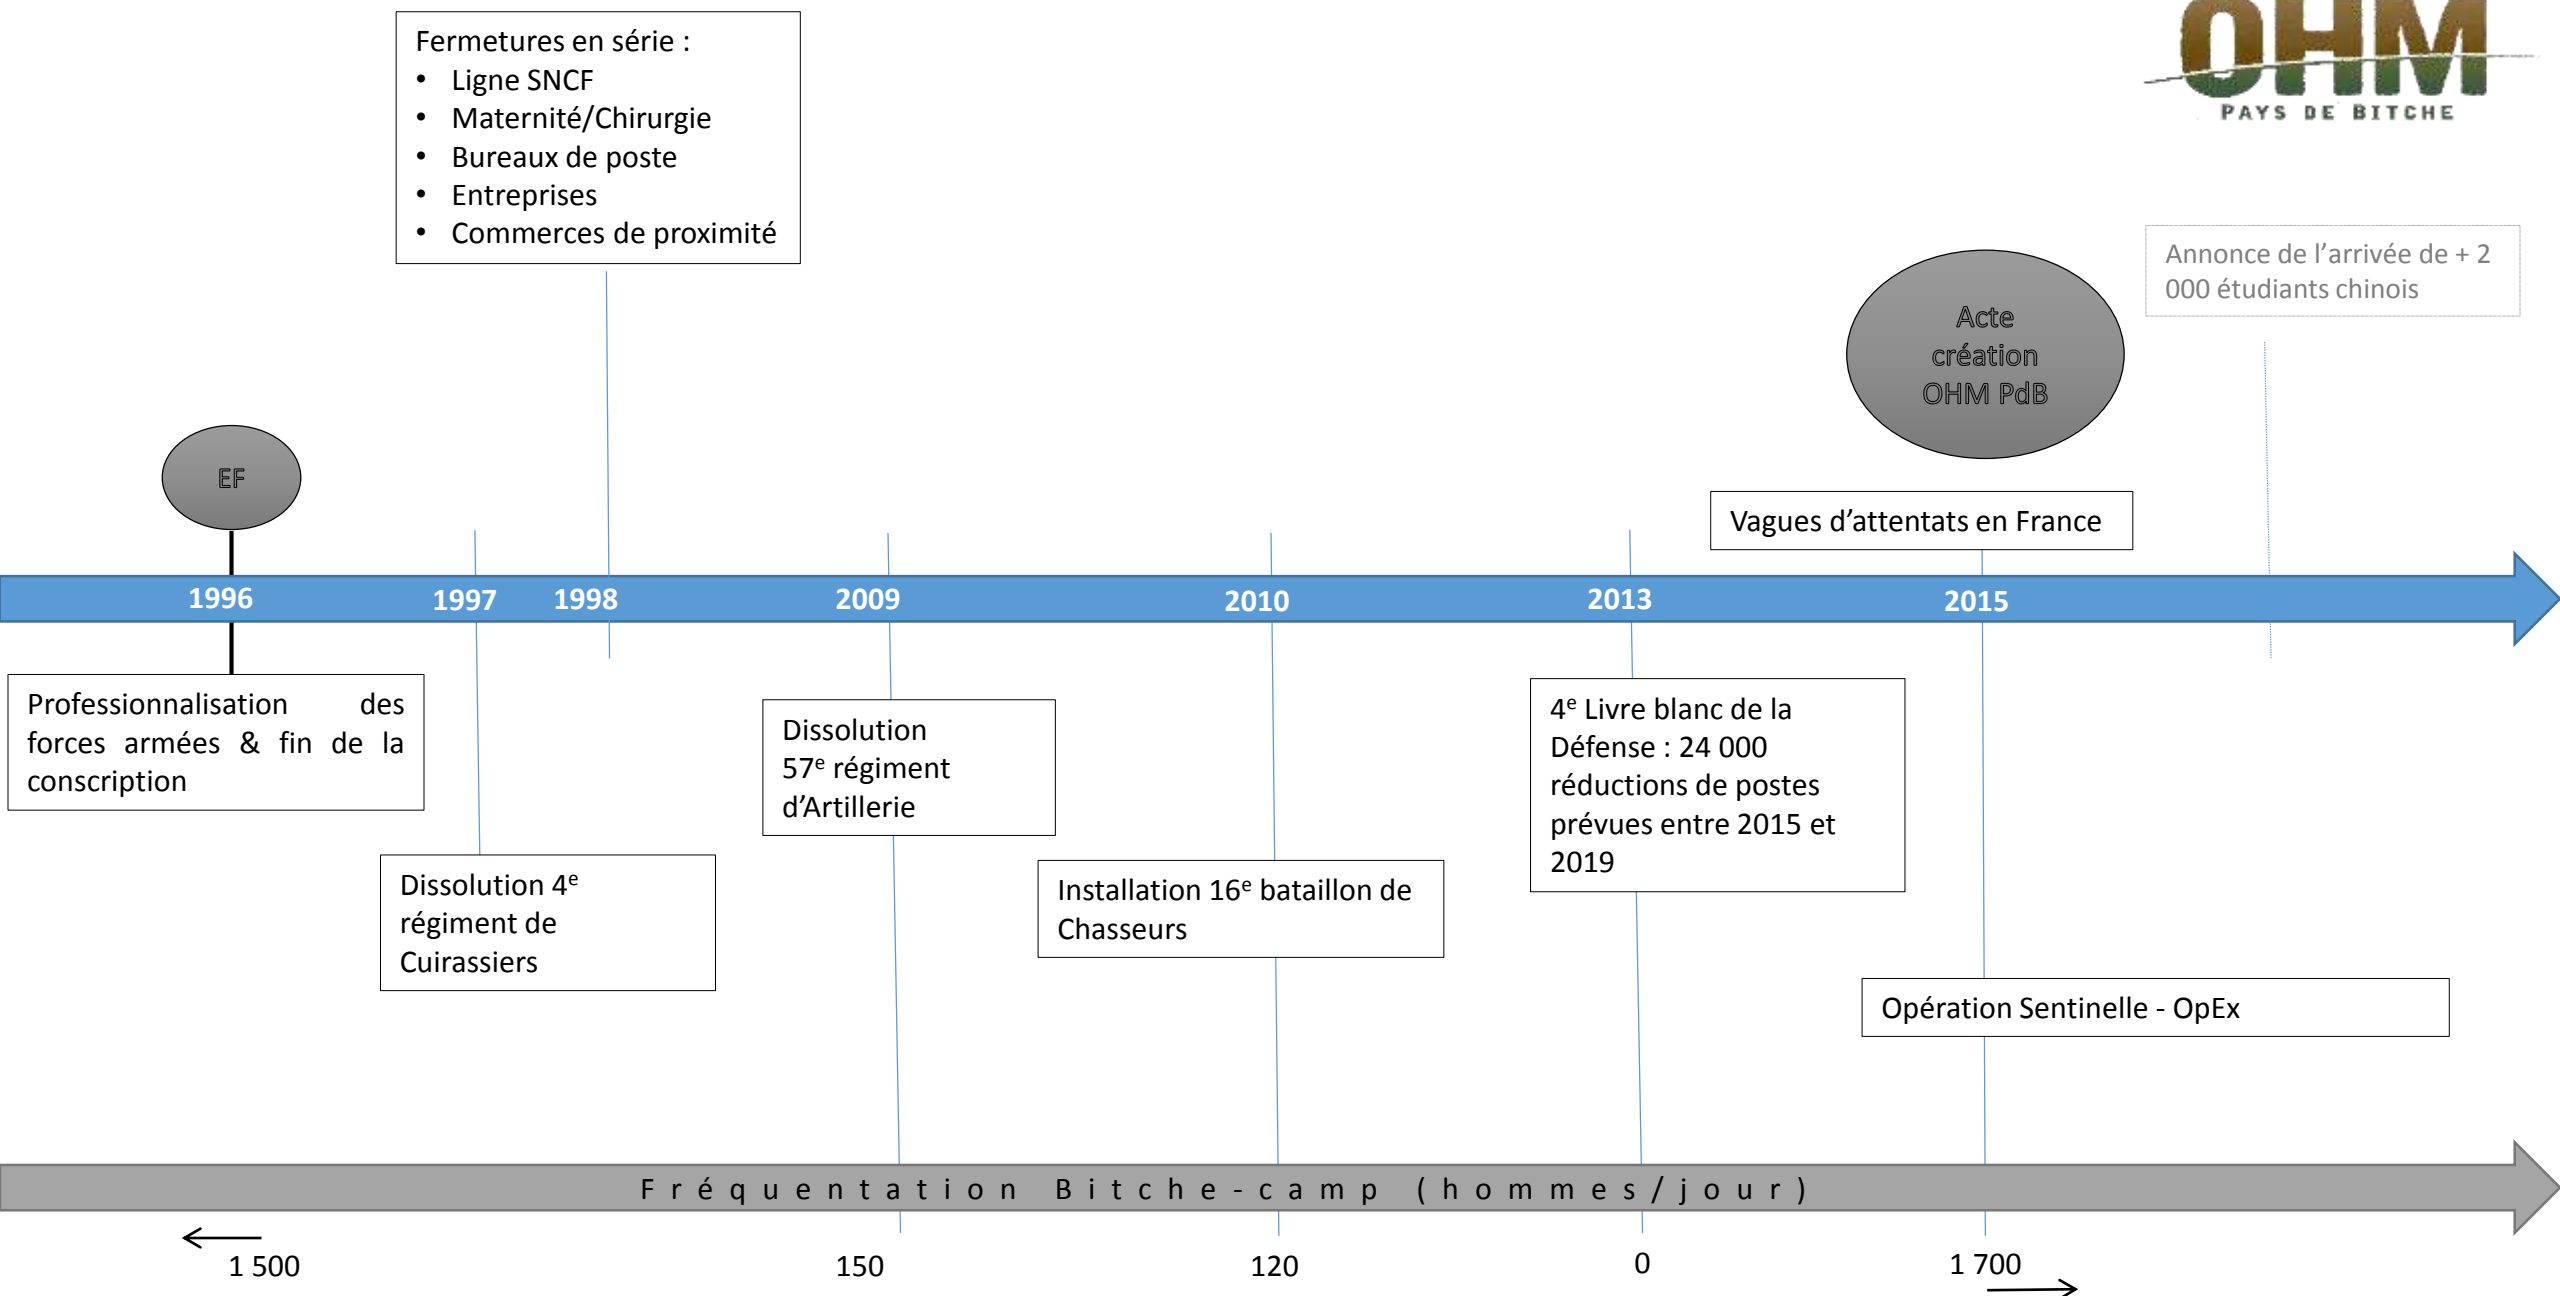 OHM
PAYS DE BITCHE
Fermetures en série :
• Ligne SNCF
• Maternité/Chirurgie
• Bureaux de poste
• Entreprises
• Commerces de proximité
Annonce de l’arrivée de + 2
000 étudiants chinois
Acte
création
OHM PdB
EF
Vagues d’attentats en France
1996
1997
1998
2009
2010
2013
2015
Professionnalisation des
forces armées & fin de la
conscription
Dissolution 4e
régiment de
Cuirassiers
Dissolution
57e régiment
d’Artillerie
Installation 16e bataillon de
Chasseurs
4e Livre blanc de la
Défense : 24 000
réductions de postes
prévues entre 2015 et
2019
Opération Sentinelle - OpEx
Fréquentation Bitche-camp (hommes/jour)
1 500
150
120
0
1 700